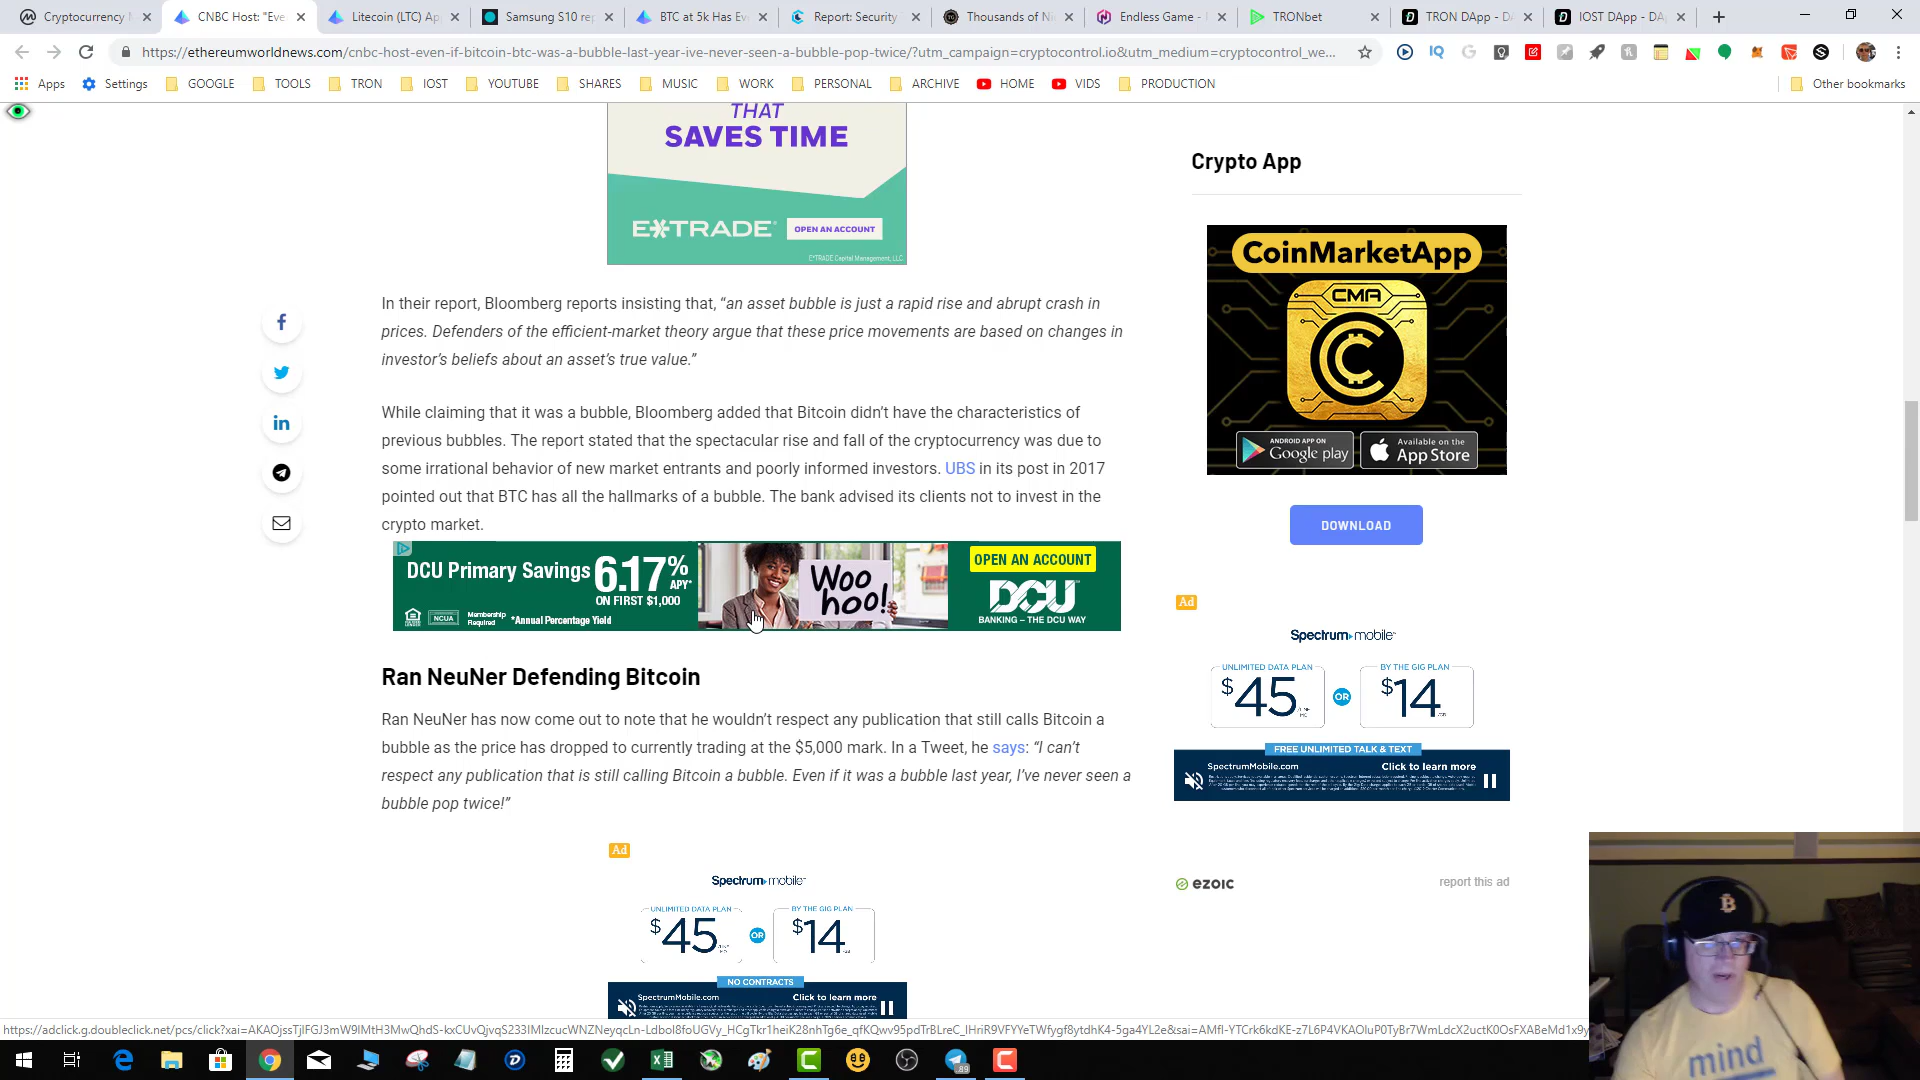 Cryptocurrency M
CNBC Host: "Eve
Litecoin (LTC) Ap
Samsung S10 rep
BTC at 5k Has Ev
Report: Security
Thousands of Ni
Endless Game -
TRONbet
TRON DApp - DA
IOST DApp - DAp
https://ethereumworldnews.com/cnbc-host-even-if-bitcoin-btc-was-a-bubble-last-year-ive-never-seen-a-bubble-pop-twice/?utm_campaign=cryptocontrol.io&utm_medium=cryptocontrol_we...
Apps Settings GOOGLE TOOLS TRON IOST YOUTUBE SHARES MUSIC WORK PERSONAL ARCHIVE HOME VIDS PRODUCTION Other bookmarks
THAT
SAVES TIME
E*TRADE OPEN AN ACCOUNT
E*TRADE Capital Management, LLC
In their report, Bloomberg reports insisting that, “an asset bubble is just a rapid rise and abrupt crash in
prices. Defenders of the efficient-market theory argue that these price movements are based on changes in
investor’s beliefs about an asset’s true value.”
While claiming that it was a bubble, Bloomberg added that Bitcoin didn’t have the characteristics of
previous bubbles. The report stated that the spectacular rise and fall of the cryptocurrency was due to
some irrational behavior of new market entrants and poorly informed investors. UBS in its post in 2017
pointed out that BTC has all the hallmarks of a bubble. The bank advised its clients not to invest in the
crypto market.
DCU Primary Savings 6.17% APY*
ON FIRST $1,000
NCUA
Membership
Required
*Annual Percentage Yield
Woo
hoo!
OPEN AN ACCOUNT
DCU
BANKING – THE DCU WAY
Ran NeuNer Defending Bitcoin
Ran NeuNer has now come out to note that he wouldn’t respect any publication that still calls Bitcoin a
bubble as the price has dropped to currently trading at the $5,000 mark. In a Tweet, he says: “I can’t
respect any publication that is still calling Bitcoin a bubble. Even if it was a bubble last year, I’ve never seen a
bubble pop twice!”
Ad
Spectrum mobile
UNLIMITED DATA PLAN
BY THE GIG PLAN
$45 OR $14
NO CONTRACTS
SpectrumMobile.com Click to learn more
Crypto App
CoinMarketApp
CMA
ANDROID APP ON
Google play
Available on the
App Store
DOWNLOAD
Ad
Spectrum mobile
UNLIMITED DATA PLAN
BY THE GIG PLAN
$45 OR $14
FREE UNLIMITED TALK & TEXT
SpectrumMobile.com Click to learn more
ezoic report this ad
B
mind
89